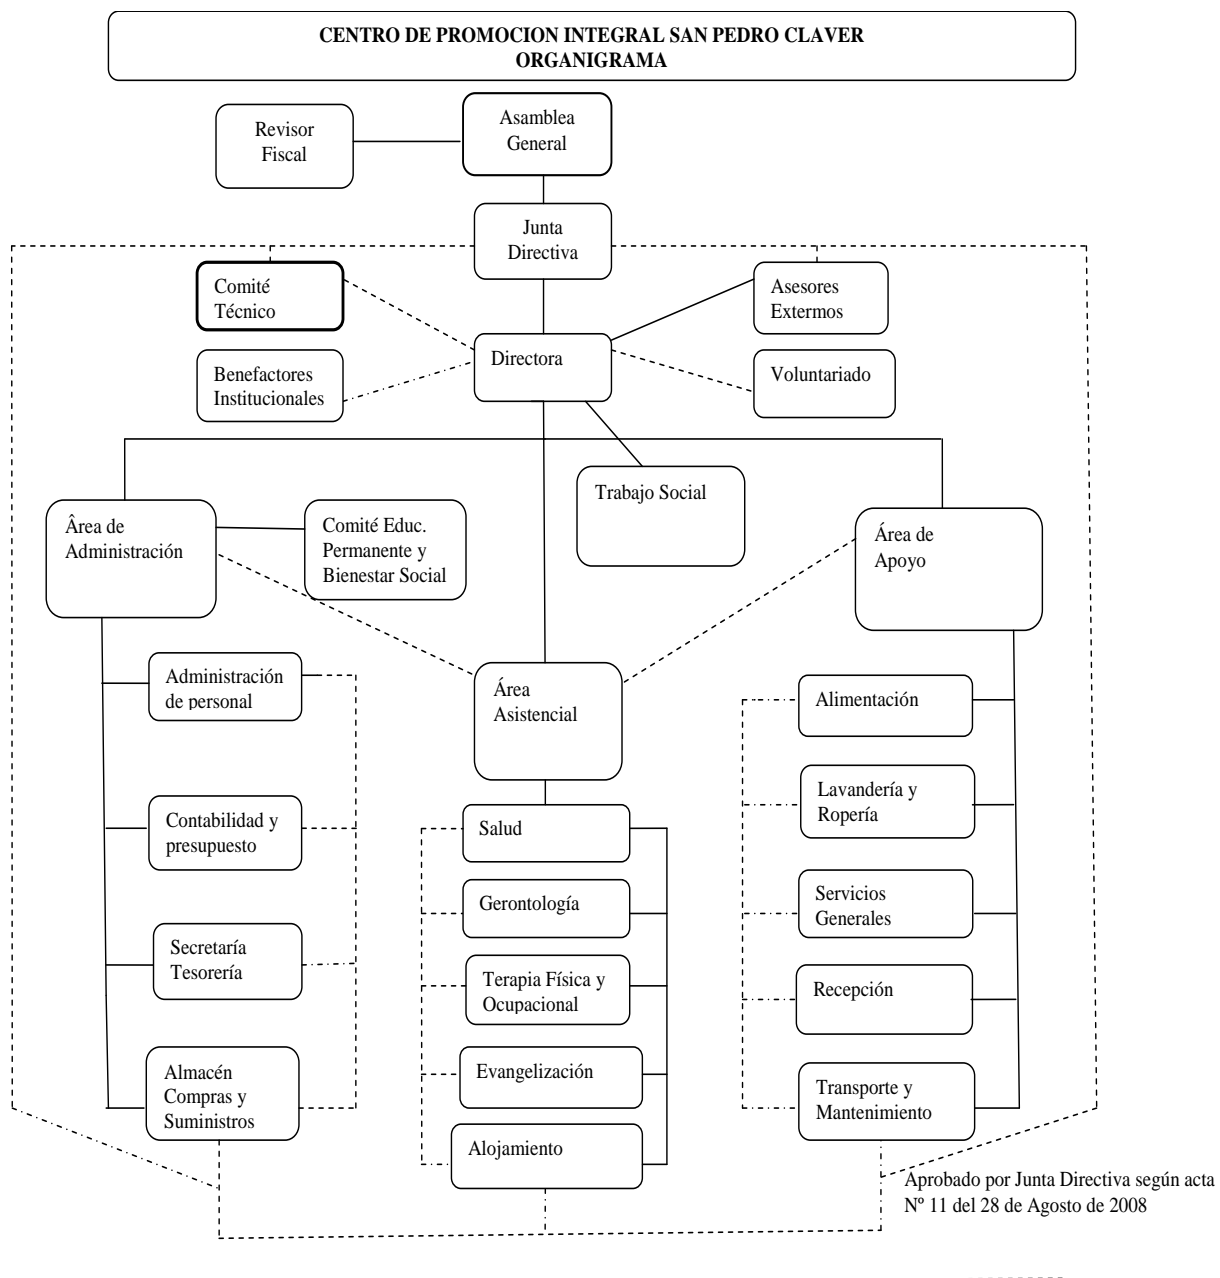 CENTRO DE PROMOCION INTEGRAL SAN PEDRO CLAVER
ORGANIGRAMA
Revisor
Fiscal
Asamblea
General
Junta
Directiva
Comité
Técnico
Asesores
Extermos
Directora
Benefactores
Institucionales
Voluntariado
Trabajo Social
Ârea de
Administración
Comité Educ.
Permanente y
Bienestar Social
Área de
Apoyo
Administración
de personal
Contabilidad y
presupuesto
Secretaría
Tesorería
Almacén
Compras y
Suministros
Área
Asistencial
Salud
Gerontología
Terapia Física y
Ocupacional
Evangelización
Alojamiento
Alimentación
Lavandería y
Ropería
Servicios
Generales
Recepción
Transporte y
Mantenimiento
Aprobado por Junta Directiva según acta
Nº 11 del 28 de Agosto de 2008